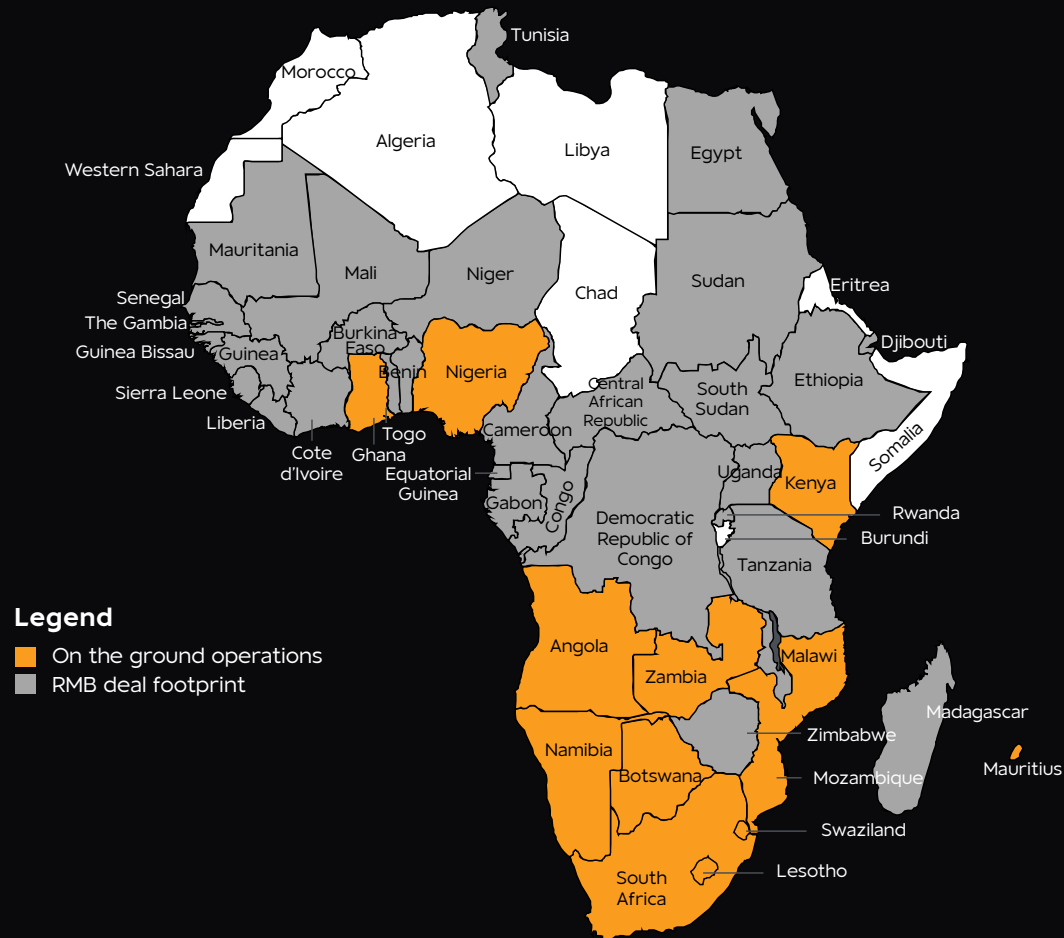 Tunisia
Morocco
Algeria
Libya
Egypt
Western Sahara
Mauritania
Mali
Niger
Chad
Sudan
Eritrea
Senegal
The Gambia
Guinea Bissau
Guinea
Burkina
Faso
Benin
Nigeria
Djibouti
Ethiopia
Sierra Leone
Liberia
Cote
d'Ivoire
Ghana
Togo
Cameroon
Central
African
Republic
South
Sudan
Somalia
Equatorial
Guinea
Gabon
Congo
Uganda
Kenya
Rwanda
Burundi
Democratic
Republic of
Congo
Tanzania
Legend
On the ground operations
RMB deal footprint
Angola
Zambia
Malawi
Madagascar
Mauritius
Zimbabwe
Namibia
Botswana
Mozambique
Swaziland
Lesotho
South
Africa